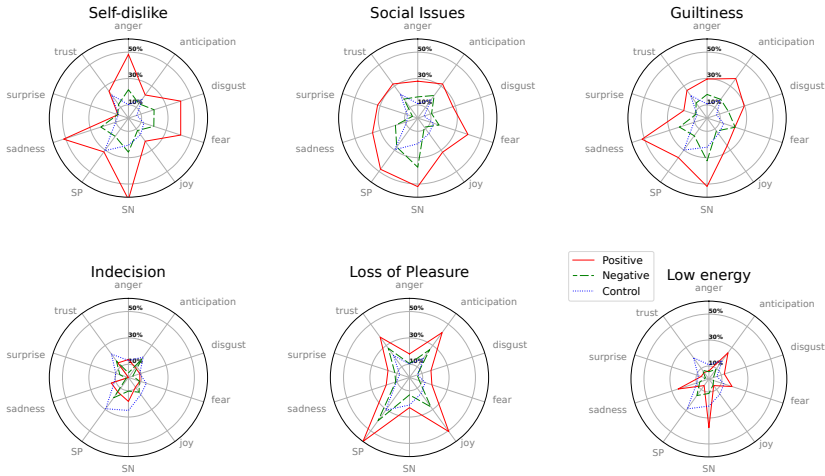 Self-dislike
anger
anticipation
disgust
fear
joy
SN
SP
sadness
surprise
trust
10%
30%
50%
Social Issues
anger
anticipation
disgust
fear
joy
SN
SP
sadness
surprise
trust
10%
30%
50%
Guiltiness
anger
anticipation
disgust
fear
joy
SN
SP
sadness
surprise
trust
10%
30%
50%
Indecision
anger
anticipation
disgust
fear
joy
SN
SP
sadness
surprise
trust
10%
30%
50%
Loss of Pleasure
anger
anticipation
disgust
fear
joy
SN
SP
sadness
surprise
trust
10%
30%
50%
Positive
Negative
Control
Low energy
anger
anticipation
disgust
fear
joy
SN
SP
sadness
surprise
trust
10%
30%
50%